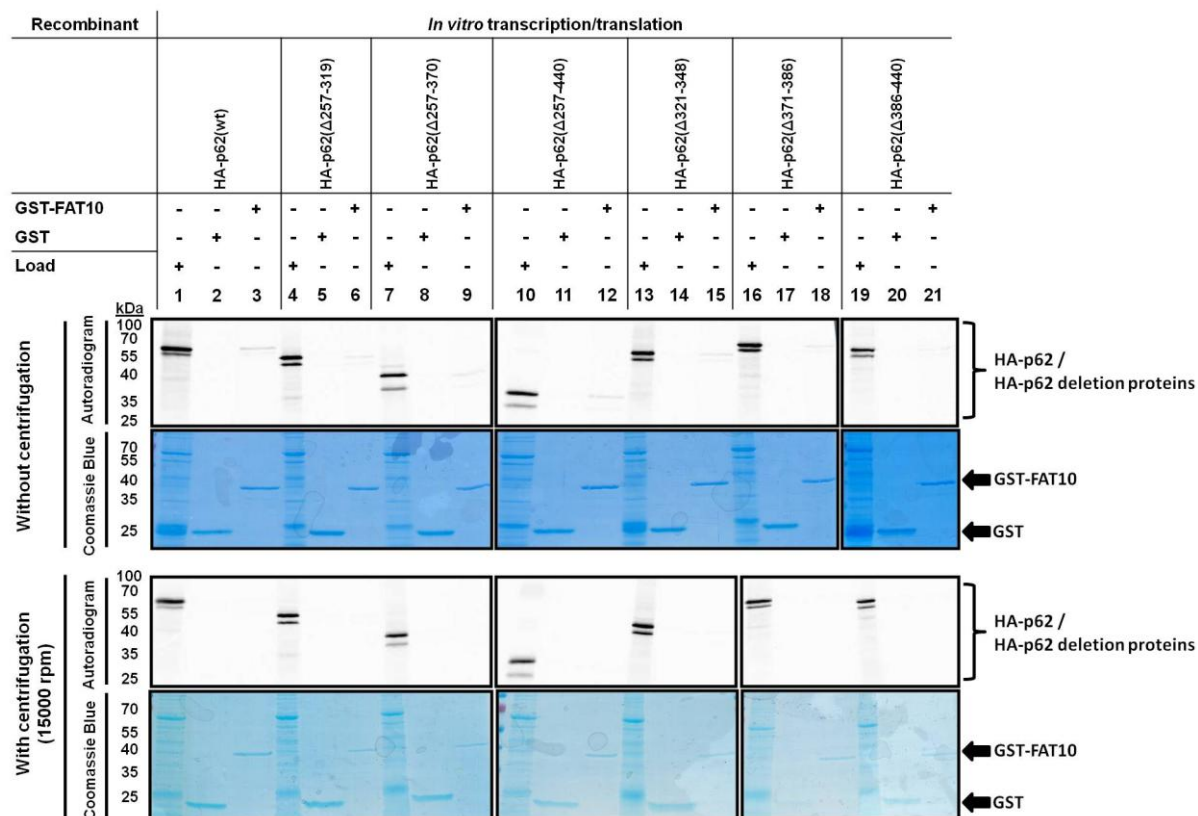 Recombinant In vitro transcription/translation
HA-p62(wt)
HA-p62(Δ257-319)
HA-p62(Δ257-370)
HA-p62(Δ257-440)
HA-p62(Δ321-348)
HA-p62(Δ371-386)
HA-p62(Δ386-440)
GST-FAT10 - - + - - + - - + - - + - - + - - + - - +
GST - + - - + - - + - - + - - + - - + - - + -
Load + - - + - - + - - + - - + - - + - - + - -
1 2 3 4 5 6 7 8 9 10 11 12 13 14 15 16 17 18 19 20 21
kDa
Without centrifugation
Autoradiogram
100
70
55
40
35
25
HA-p62 /
HA-p62 deletion proteins
Coomassie Blue
70
55
40
35
25
GST-FAT10
GST
With centrifugation
(15000 rpm)
Autoradiogram
100
70
55
40
35
25
HA-p62 /
HA-p62 deletion proteins
Coomassie Blue
70
55
40
35
25
GST-FAT10
GST